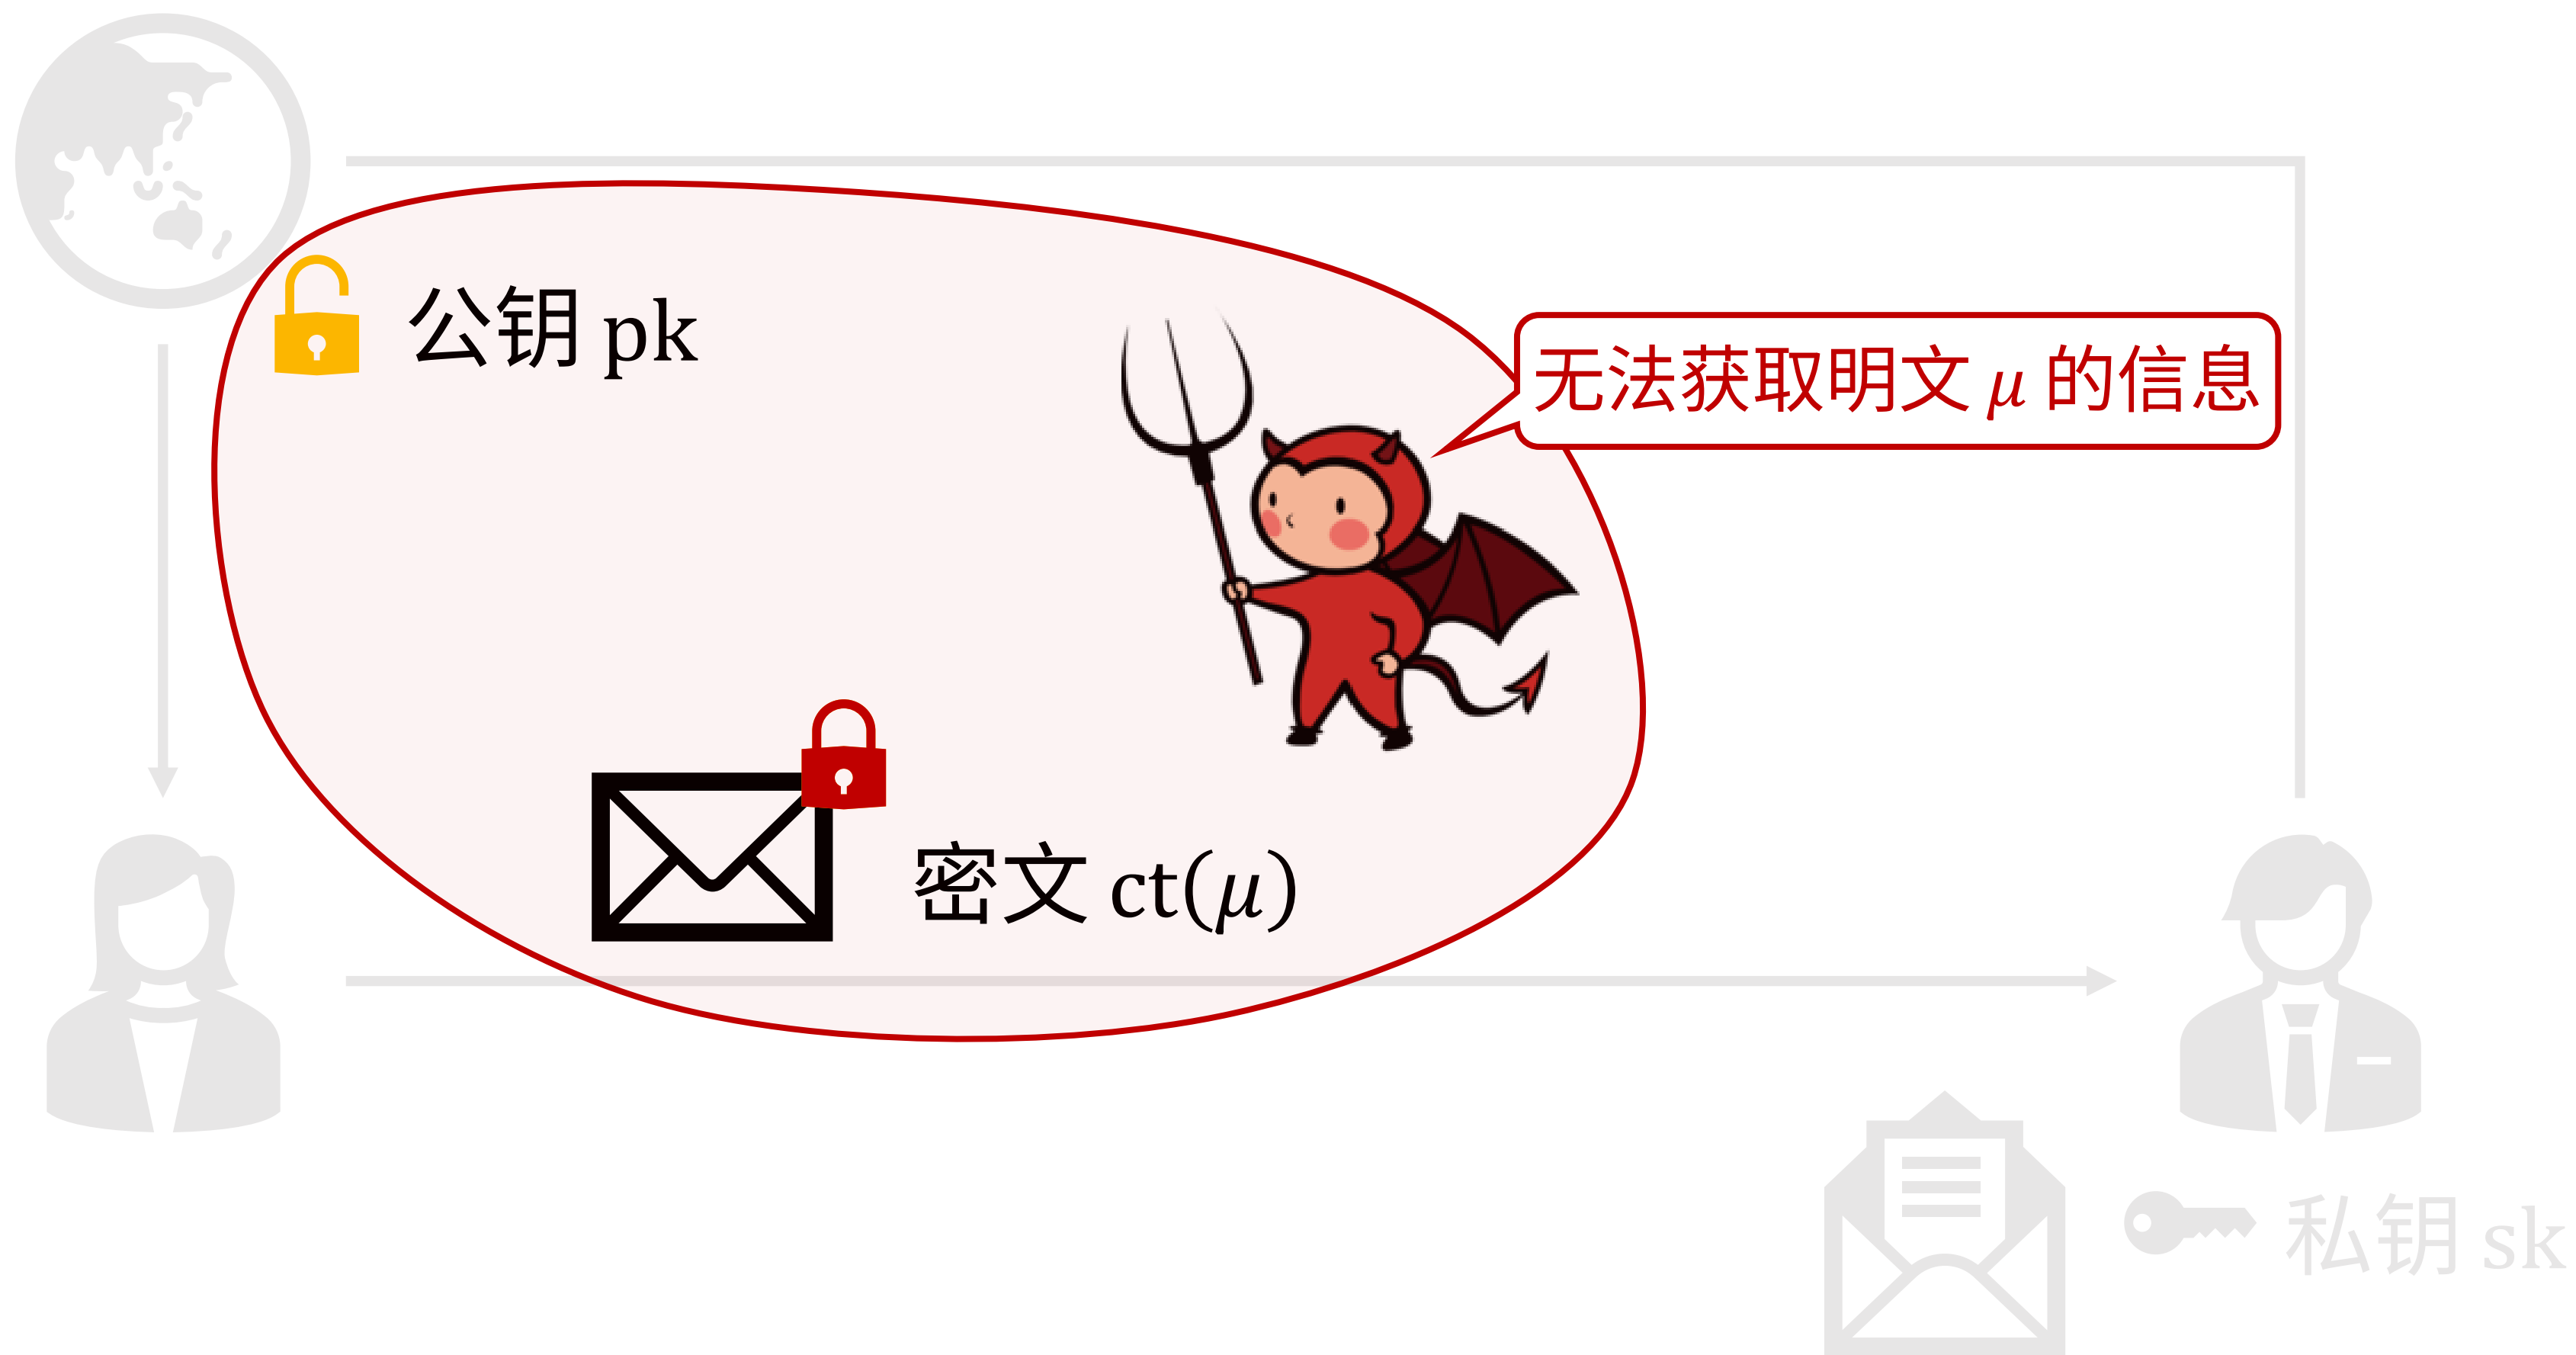 公钥 pk
无法获取明文 μ 的信息
密文 ct(μ)
私钥 sk